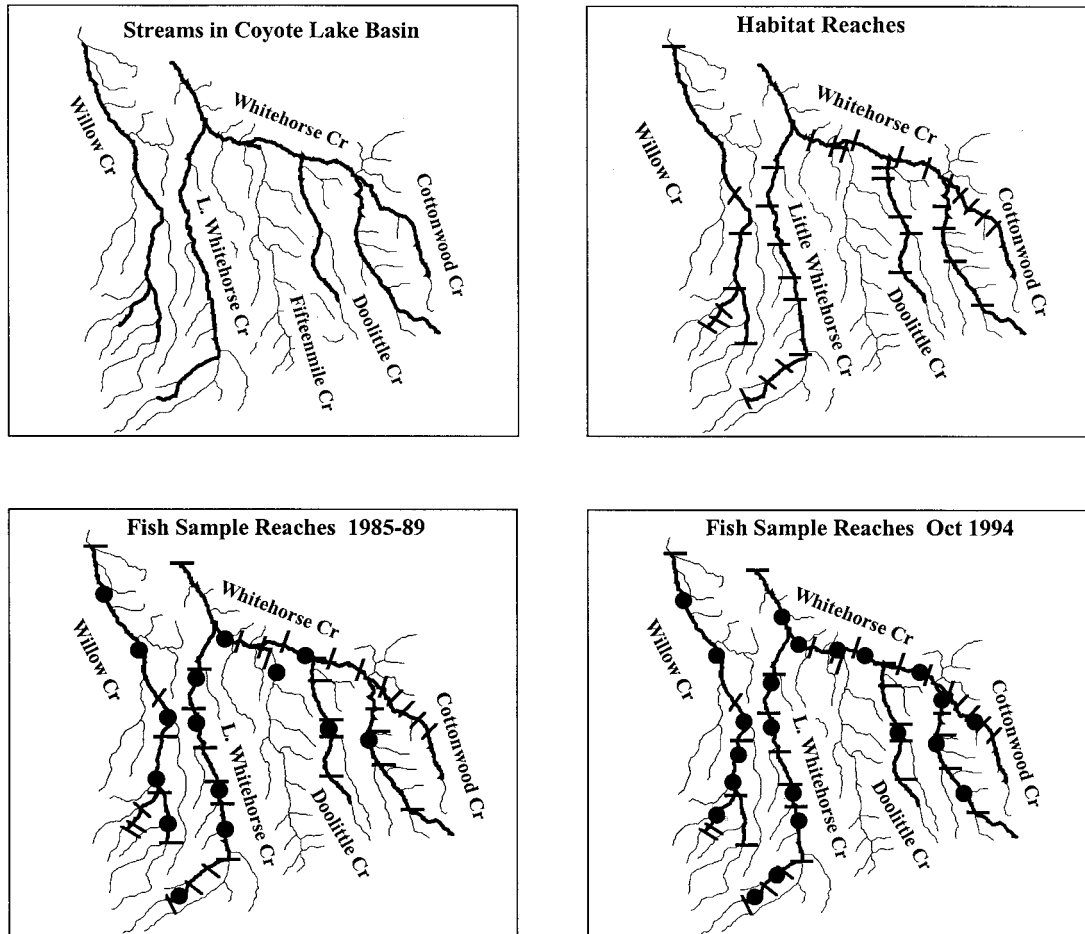 Streams in Coyote Lake Basin
Willow Cr
Whitehorse Cr
L. Whitehorse Cr
Fifteenmile Cr
Doolittle Cr
Cottonwood Cr
Habitat Reaches
Willow Cr
Whitehorse Cr
Little Whitehorse Cr
Doolittle Cr
Cottonwood Cr
Fish Sample Reaches 1985-89
Willow Cr
Whitehorse Cr
L. Whitehorse Cr
Doolittle Cr
Cottonwood Cr
Fish Sample Reaches Oct 1994
Willow Cr
Whitehorse Cr
L. Whitehorse Cr
Doolittle Cr
Cottonwood Cr